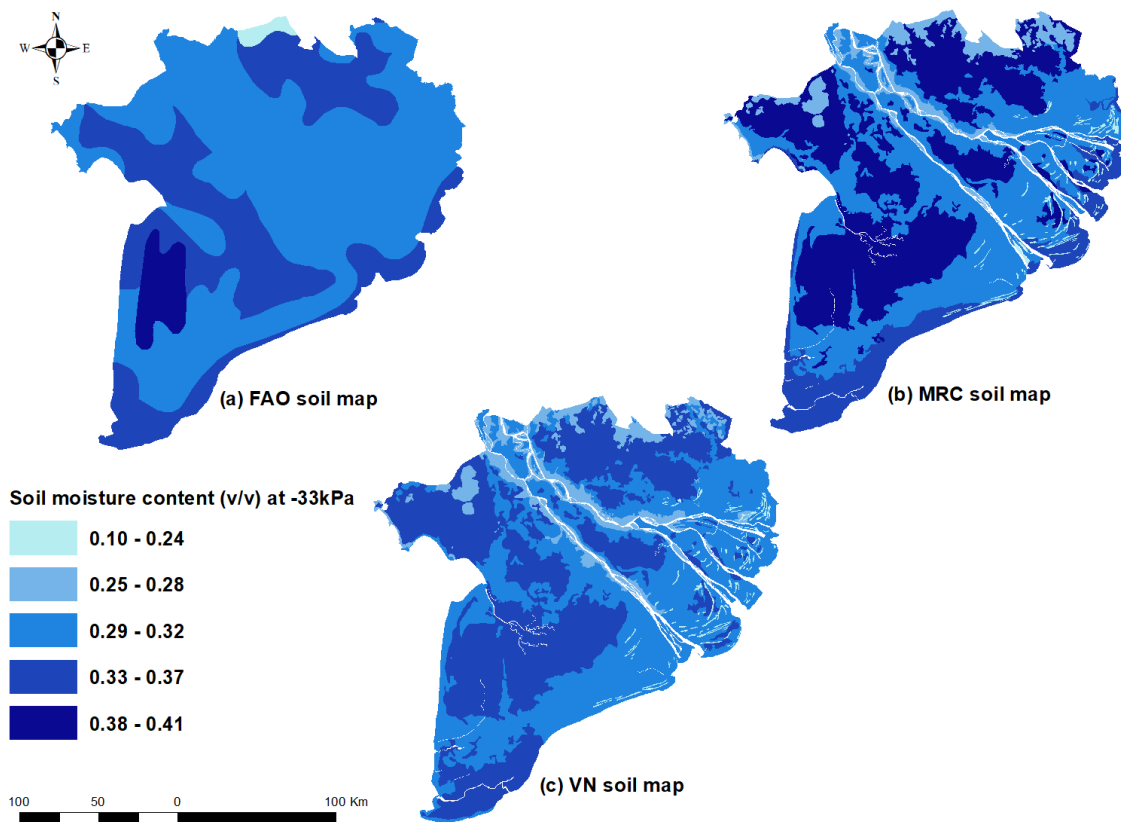 N
W E
S
(a) FAO soil map
(b) MRC soil map
Soil moisture content (v/v) at -33kPa
0.10 - 0.24
0.25 - 0.28
0.29 - 0.32
0.33 - 0.37
0.38 - 0.41
(c) VN soil map
100 50 0 100 Km